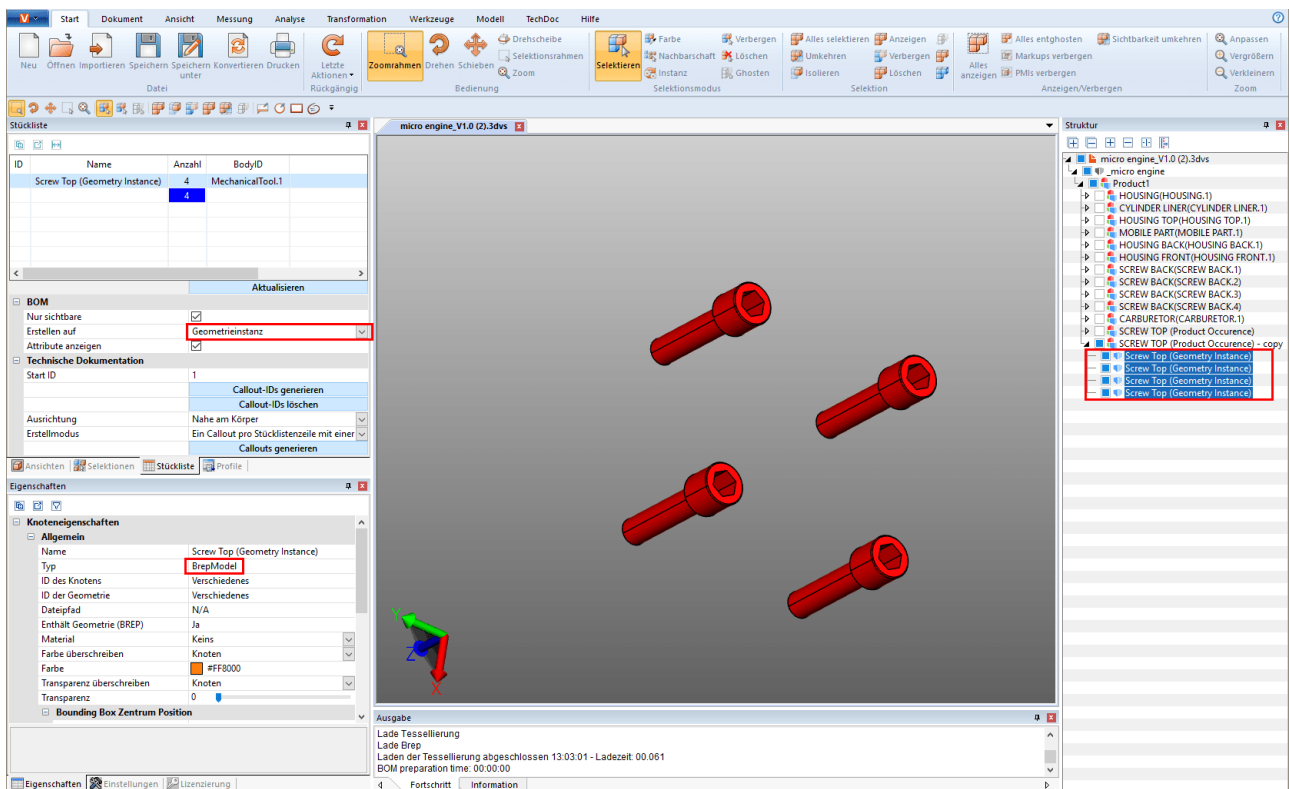 V Start Dokument Ansicht Messung Analyse Transformation Werkzeuge Modell TechDoc Hilfe
Neu Öffnen Importieren Speichern Speichern unter Konvertieren Drucken
Datei
Letzte Aktionen
Rückgängig
Zoomrahmen Drehen Schieben
Drehscheibe
Selektionsrahmen
Zoom
Bedienung
Selektieren
Farbe Verbergen
Nachbarschaft Löschen
Instanz Ghosten
Selektionsmodus
Alles selektieren Anzeigen
Umkehren Verbergen
Isolieren Löschen
Selektion
Alles anzeigen
Alles entghosten Sichtbarkeit umkehren
Markups verbergen
PMIs verbergen
Anzeigen/Verbergen
Anpassen
Vergrößern
Verkleinern
Zoom
Stückliste
ID Name Anzahl BodyID
Screw Top (Geometry Instance) 4 MechanicalTool.1
4
Aktualisieren
BOM
Nur sichtbare
Erstellen auf Geometrieinstanz
Attribute anzeigen
Technische Dokumentation
Start ID 1
Callout-IDs generieren
Callout-IDs löschen
Ausrichtung Nahe am Körper
Erstellmodus Ein Callout pro Stücklistenzeile mit einer
Callouts generieren
Ansichten Selektionen Stückliste Profile
Eigenschaften
Knoteneigenschaften
Allgemein
Name Screw Top (Geometry Instance)
Typ BrepModel
ID des Knotens Verschiedenes
ID der Geometrie Verschiedenes
Dateipfad N/A
Enthält Geometrie (BREP) Ja
Material Keins
Farbe überschreiben Knoten
Farbe #FF8000
Transparenz überschreiben Knoten
Transparenz 0
Bounding Box Zentrum Position
Eigenschaften Einstellungen Lizenzierung
micro engine_V1.0 (2).3dvs
Y
Z
X
Ausgabe
Lade Tessellierung
Lade Brep
Laden der Tessellierung abgeschlossen 13:03:01 - Ladezeit: 00.061
BOM preparation time: 00:00:00
Fortschritt Information
Struktur
micro engine_V1.0 (2).3dvs
_micro engine
Product1
HOUSING(HOUSING.1)
CYLINDER LINER(CYLINDER LINER.1)
HOUSING TOP(HOUSING TOP.1)
MOBILE PART(MOBILE PART.1)
HOUSING BACK(HOUSING BACK.1)
HOUSING FRONT(HOUSING FRONT.1)
SCREW BACK(SCREW BACK.1)
SCREW BACK(SCREW BACK.2)
SCREW BACK(SCREW BACK.3)
SCREW BACK(SCREW BACK.4)
CARBURETOR(CARBURETOR.1)
SCREW TOP (Product Occurence)
SCREW TOP (Product Occurence) - copy
Screw Top (Geometry Instance)
Screw Top (Geometry Instance)
Screw Top (Geometry Instance)
Screw Top (Geometry Instance)